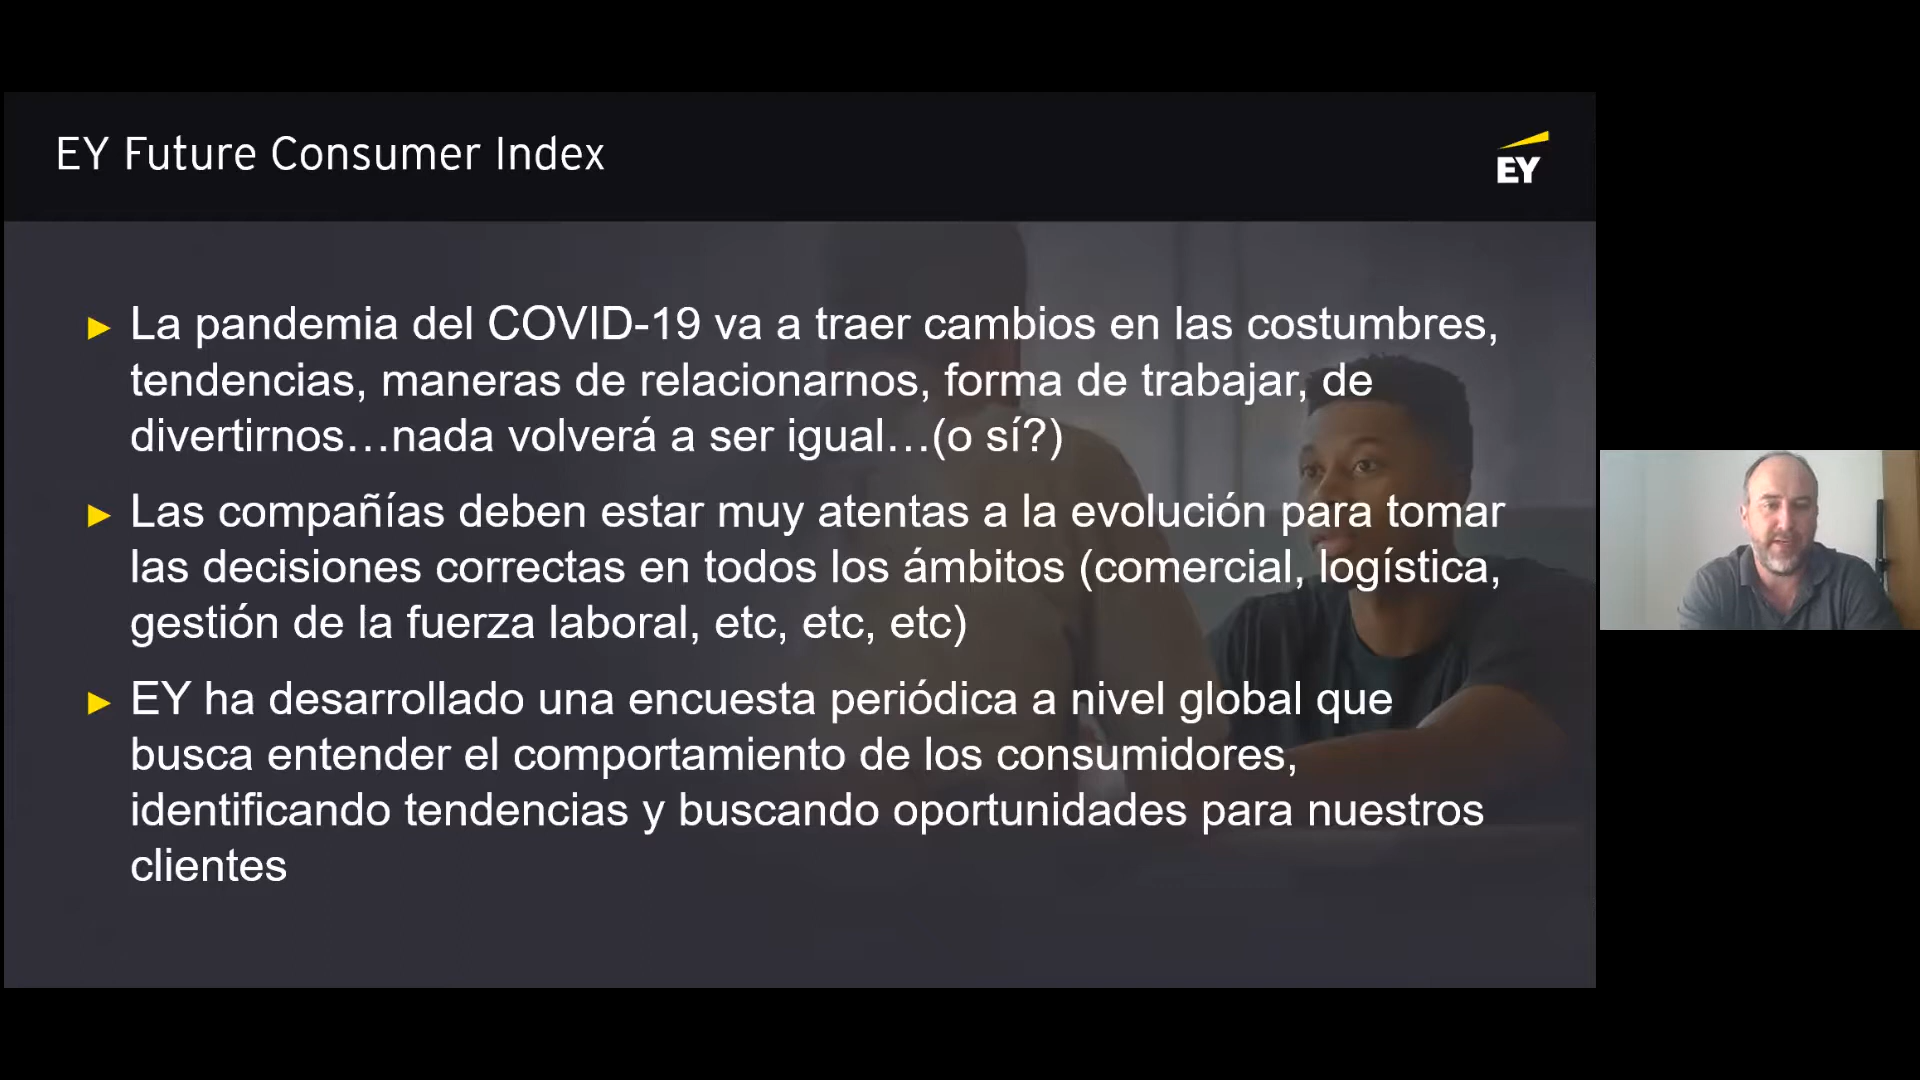 EY Future Consumer Index
EY
► La pandemia del COVID-19 va a traer cambios en las costumbres,
tendencias, maneras de relacionarnos, forma de trabajar, de
divertirnos…nada volverá a ser igual…(o sí?)
► Las compañías deben estar muy atentas a la evolución para tomar
las decisiones correctas en todos los ámbitos (comercial, logística,
gestión de la fuerza laboral, etc, etc, etc)
► EY ha desarrollado una encuesta periódica a nivel global que
busca entender el comportamiento de los consumidores,
identificando tendencias y buscando oportunidades para nuestros
clientes